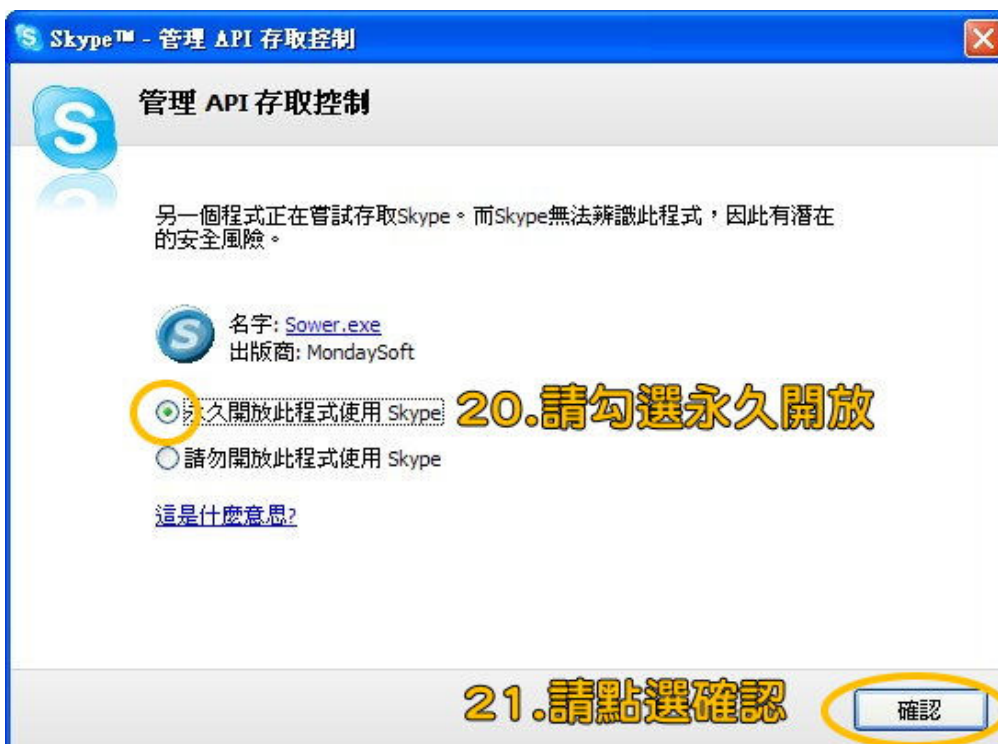 Skype™ - 管理 API 存取控制
管理 API 存取控制
另一個程式正在嘗試存取Skype。而Skype無法辨識此程式,因此有潛在
的安全風險。
名字: Sower.exe
出版商: MondaySoft
永久開放此程式使用 Skype
20.請勾選永久開放
請勿開放此程式使用 Skype
這是什麼意思?
21.請點選確認
確認